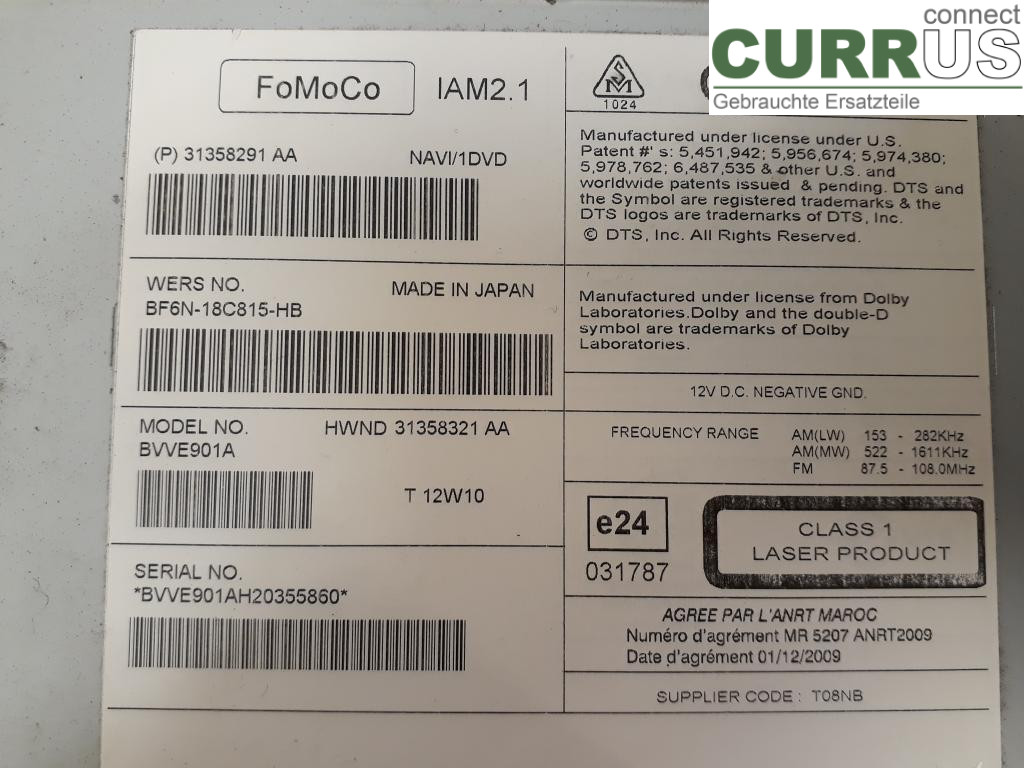 connect
CURRUS
Gebrauchte Ersatzteile
FoMoCo
IAM2.1
(P) 31358291 AA
NAVI/1DVD
WERS NO.
MADE IN JAPAN
BF6N-18C815-HB
MODEL NO.
HWND 31358321 AA
BVVE901A
T 12W10
SERIAL NO.
*BVVE901AH20355860*
SM
1024
Manufactured under license under U.S.
Patent #' s: 5,451,942; 5,956,674; 5,974,380;
5,978,762; 6,487,535 & other U.S. and
worldwide patents issued & pending. DTS and
the Symbol are registered trademarks & the
DTS logos are trademarks of DTS, Inc.
© DTS, Inc. All Rights Reserved.
Manufactured under license from Dolby
Laboratories.Dolby and the double-D
symbol are trademarks of Dolby
Laboratories.
12V D.C. NEGATIVE GND.
FREQUENCY RANGE AM(LW) 153 - 282KHz
AM(MW) 522 - 1611KHz
FM 87.5 - 108.0MHz
e24
031787
CLASS 1
LASER PRODUCT
AGREE PAR L'ANRT MAROC
Numéro d'agrément MR 5207 ANRT2009
Date d'agrément 01/12/2009
SUPPLIER CODE : T08NB